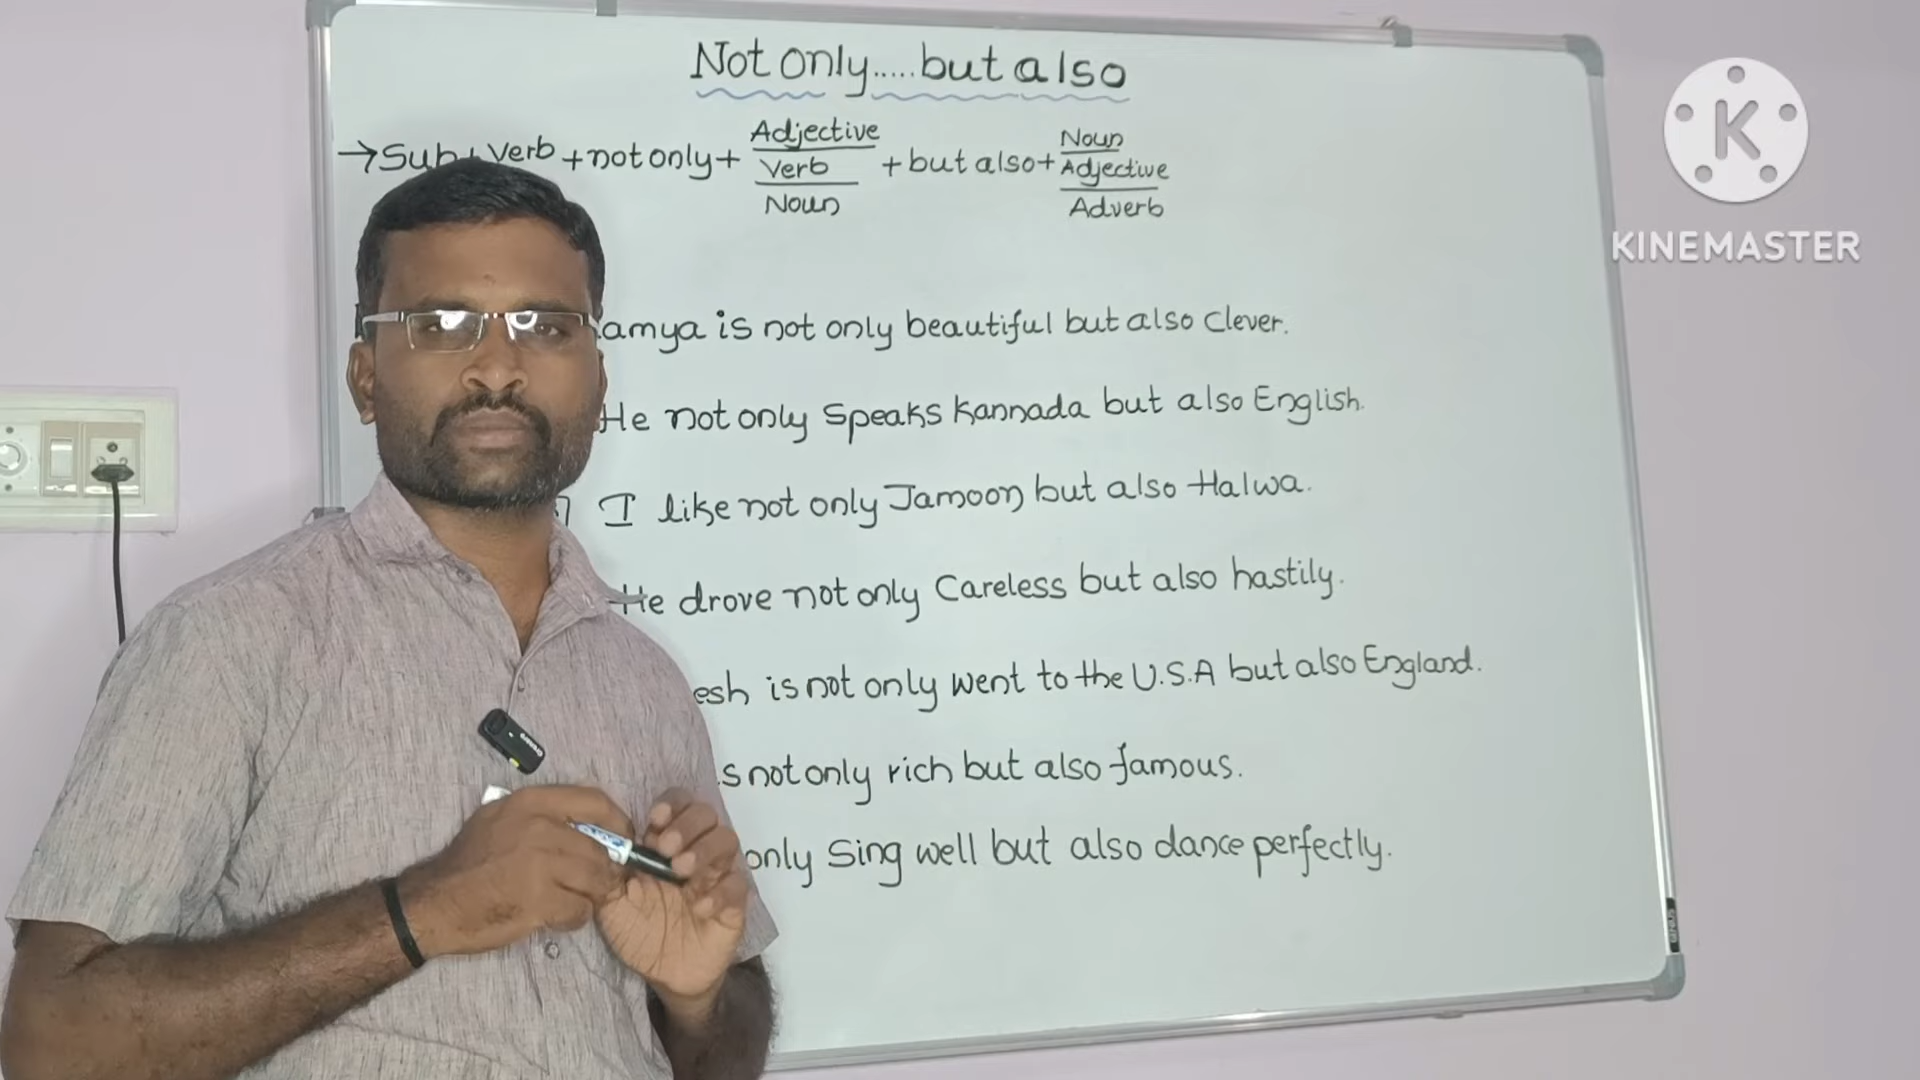 Not only.....but also
→Sub+ Verb +not only+ Adjective / Verb / Noun +but also+ Noun / Adjective / Adverb
K
KINEMASTER
amya is not only beautiful but also Clever.
He not only Speaks Kannada but also English.
I like not only Jamoon but also Halwa.
He drove not only Careless but also hastily.
esh is not only went to the U.S.A but also England.
s not only rich but also famous.
only Sing well but also dance perfectly.